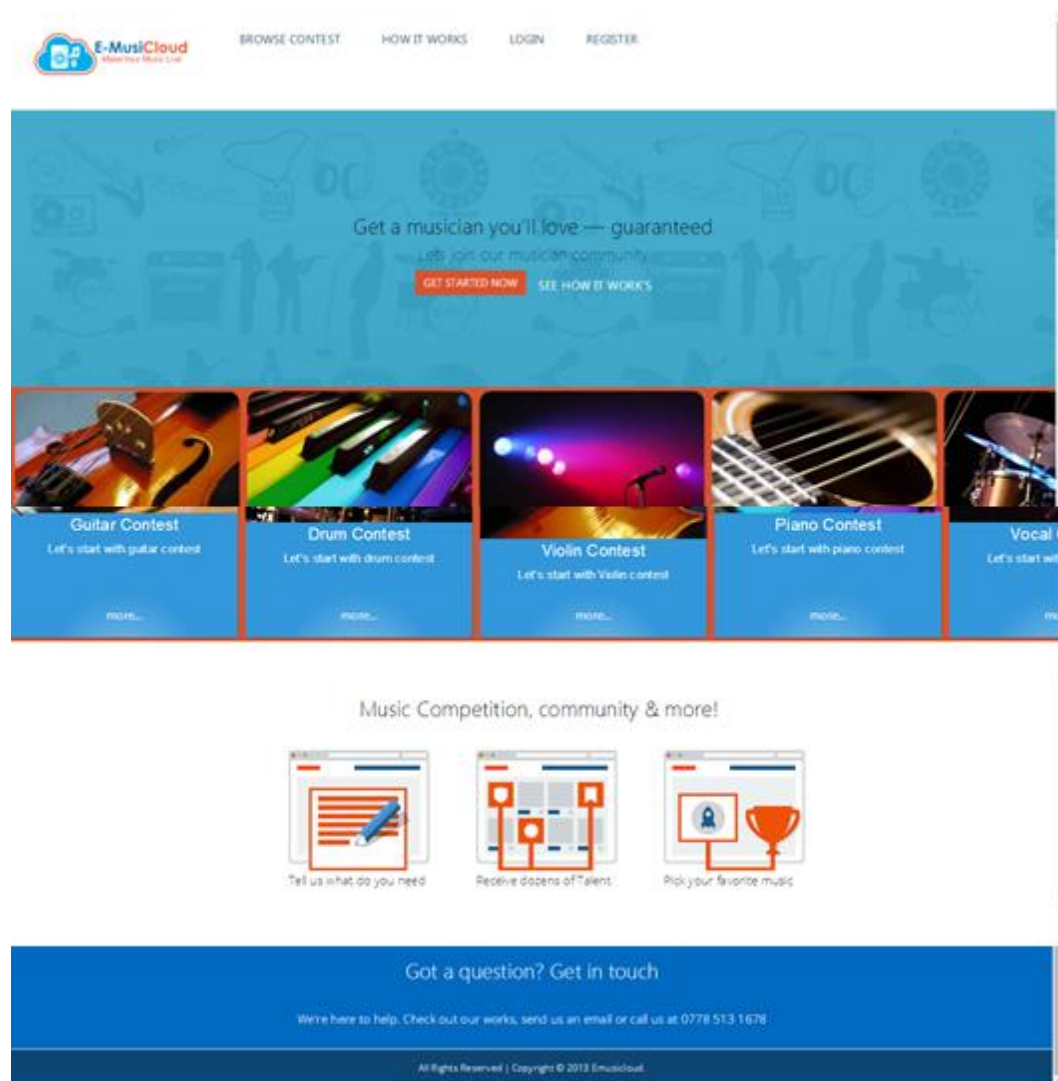 E-MusiCloud
Make Your Music Live
BROWSE CONTEST HOW IT WORKS LOGIN REGISTER
Get a musician you'll love — guaranteed
Lets join our musician community
GET STARTED NOW SEE HOW IT WORK'S
Guitar Contest
Let's start with guitar contest
more...
Drum Contest
Let's start with drum contest
more...
Violin Contest
Let's start with Violin contest
more...
Piano Contest
Let's start with piano contest
more...
Vocal
Let's start
Music Competition, community & more!
Tell us what do you need
Receive dozens of Talent
Pick your favorite music
Got a question? Get in touch
We're here to help. Check out our works, send us an email or call us at 0778 513 1678
All Rights Reserved | Copyright © 2013 Emusicloud.